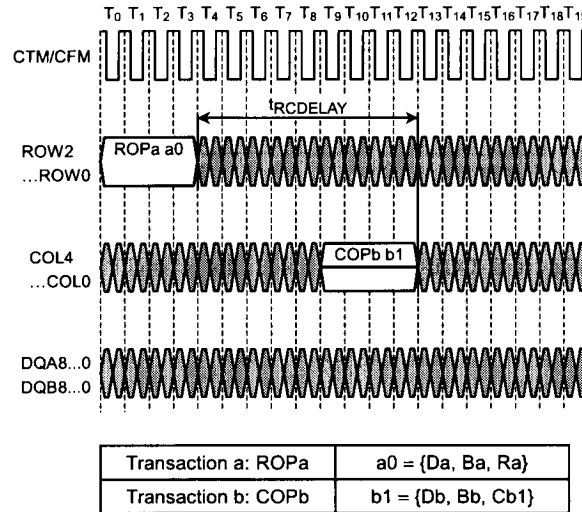 T0 T1 T2 T3 T4 T5 T6 T7 T8 T9 T10 T11 T12 T13 T14 T15 T16 T17 T18 T19
CTM/CFM
tRCDELAY
ROW2
...ROW0
ROPa a0
COL4
...COL0
COPb b1
DQA8...0
DQB8...0
Transaction a: ROPa a0 = {Da, Ba, Ra}
Transaction b: COPb b1 = {Db, Bb, Cb1}